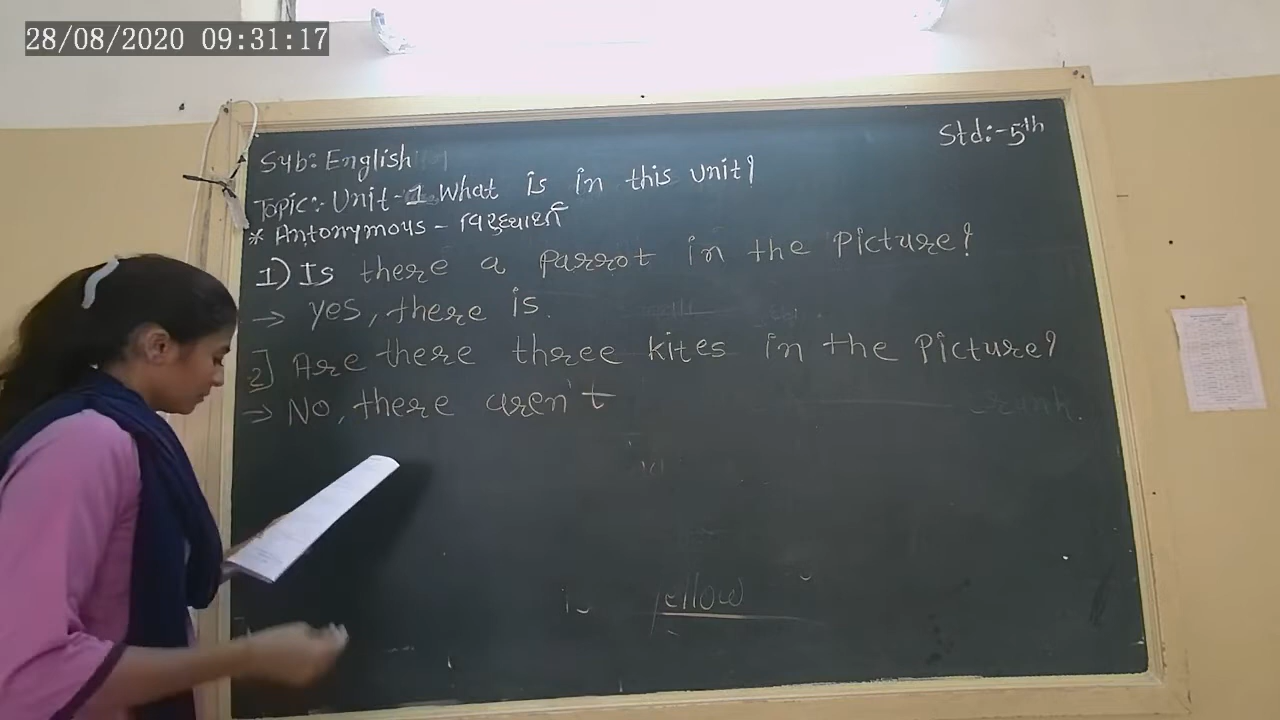 28/08/2020 09:31:17
Std:-5th
Sub: English
Topic:- Unit-1 What is in this unit?
* Antonymous - વિરુધ્ધાર્થી
1) Is there a parrot in the picture?
→ yes, there is.
2] Are there three kites in the picture?
→ No, there aren't
yellow